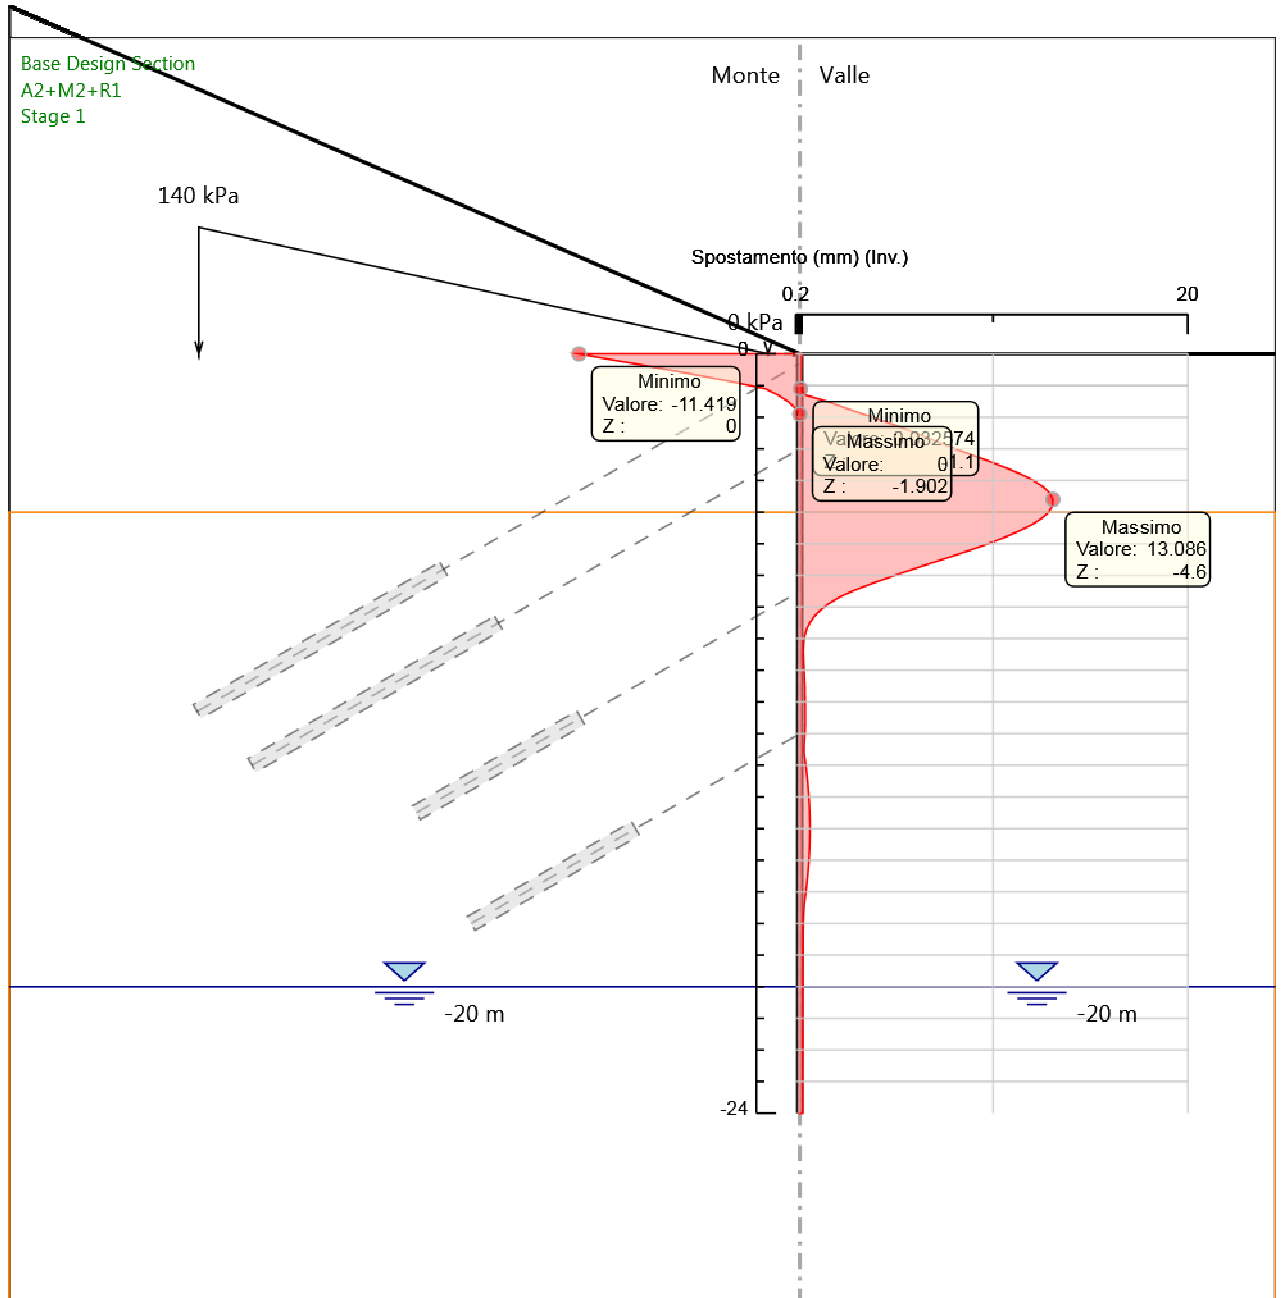 Base Design Section
A2+M2+R1
Stage 1
Monte
Valle
140 kPa
Spostamento (mm) (Inv.)
0.2
20
0 kPa
0
Minimo
Valore: -11.419
Z : 0
Minimo
Massimo
Valore: 0
Z : -1.902
Massimo
Valore: 13.086
Z : -4.6
-20 m
-20 m
-24